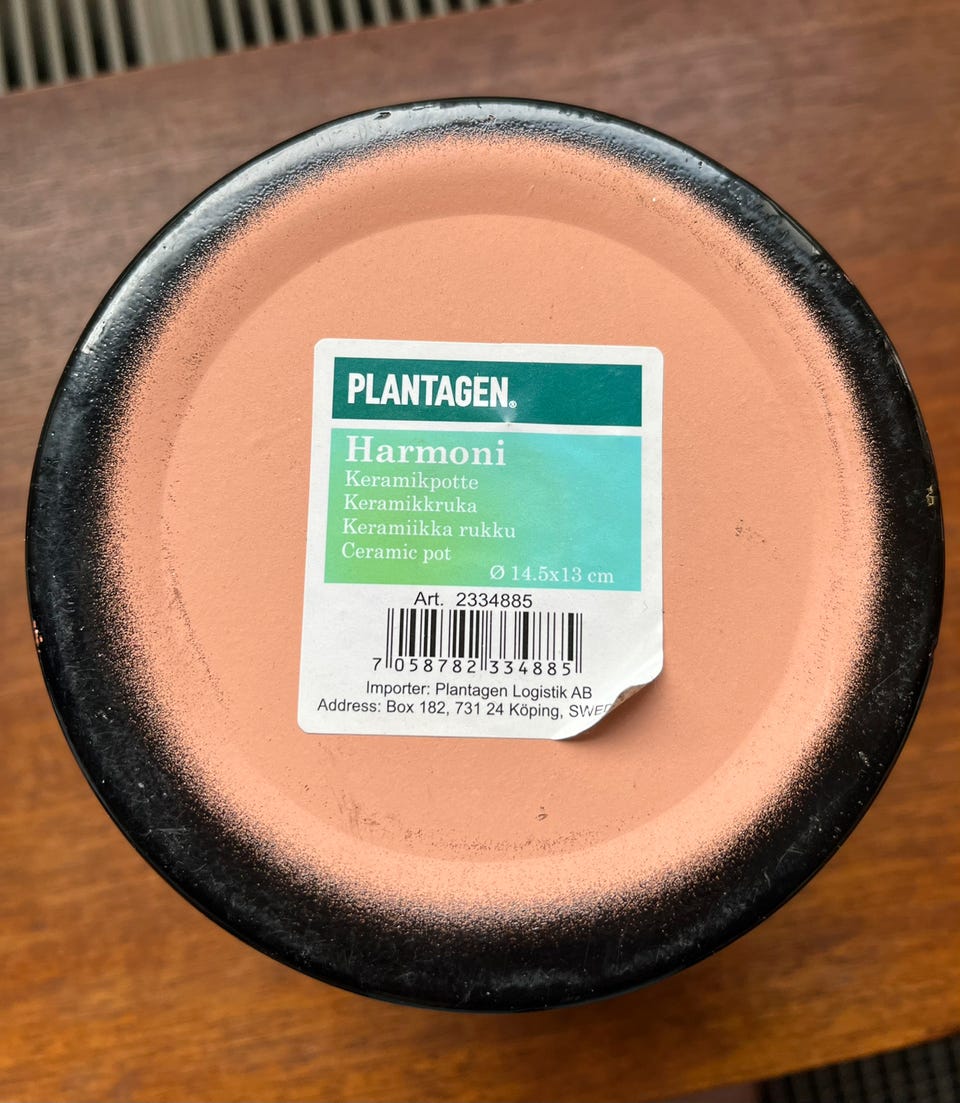 PLANTAGEN®
Harmoni
Keramikpotte
Keramikkruka
Keramiikka rukku
Ceramic pot
Ø 14.5x13 cm
Art. 2334885
7 058782 334885
Importer: Plantagen Logistik AB
Address: Box 182, 731 24 Köping,